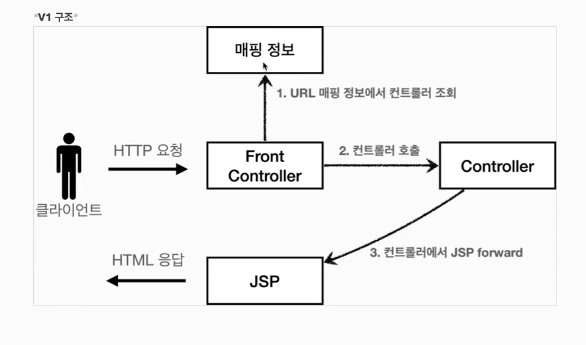 *V1 구조*
매핑 정보
1. URL 매핑 정보에서 컨트롤러 조회
HTTP 요청
Front
Controller
2. 컨트롤러 호출
Controller
클라이언트
3. 컨트롤러에서 JSP forward
HTML 응답
JSP